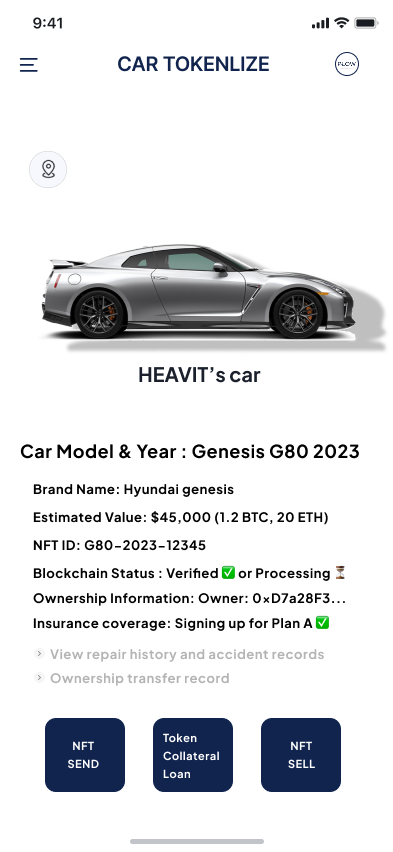 9:41
CAR TOKENLIZE
PLOW
HEAVIT’s car
Car Model & Year : Genesis G80 2023
Brand Name: Hyundai genesis
Estimated Value: $45,000 (1.2 BTC, 20 ETH)
NFT ID: G80-2023-12345
Blockchain Status : Verified ✅ or Processing ⏳
Ownership Information: Owner: 0xD7a28F3...
Insurance coverage: Signing up for Plan A ✅
View repair history and accident records
Ownership transfer record
NFT
SEND
Token
Collateral
Loan
NFT
SELL